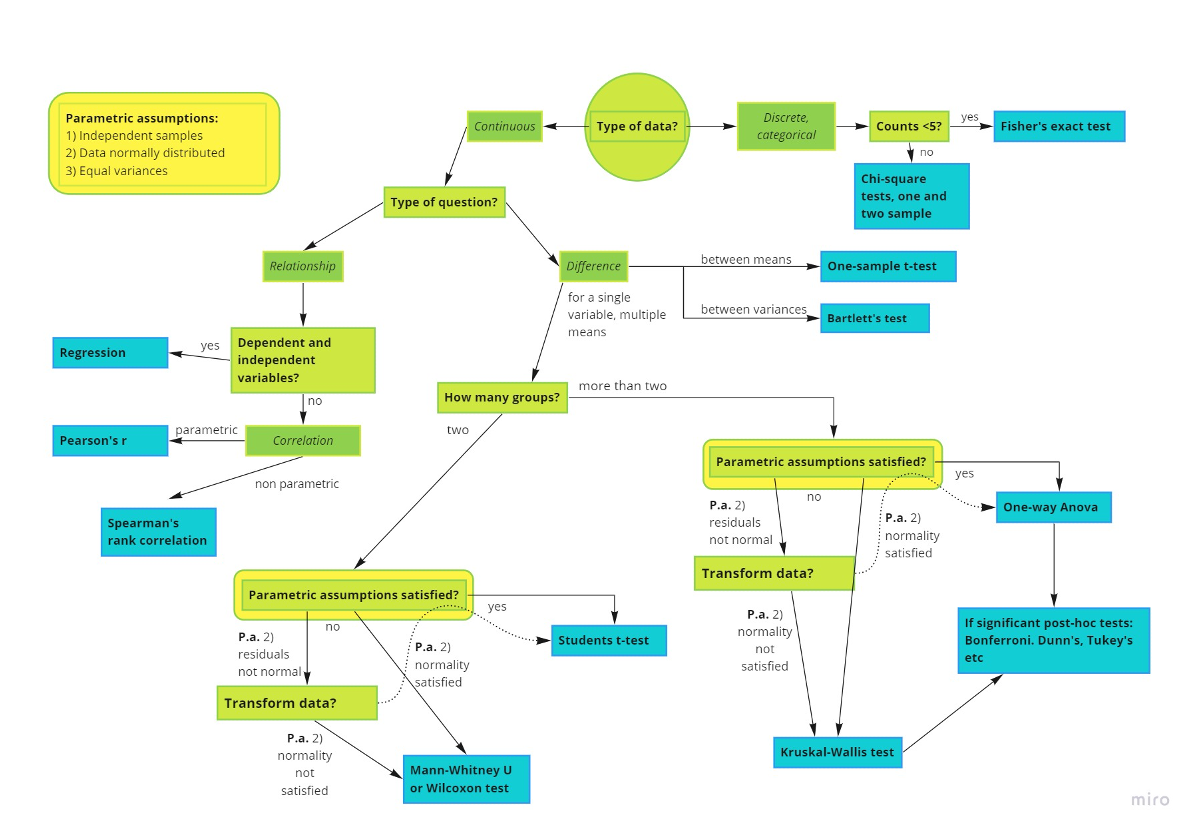 Parametric assumptions:
1) Independent samples
2) Data normally distributed
3) Equal variances
Continuous
Type of data?
Discrete,
categorical
Counts <5?
yes
Fisher's exact test
no
Chi-square
tests, one and
two sample
Type of question?
Relationship
Difference
between means
One-sample t-test
for a single
variable, multiple
means
between variances
Bartlett's test
Regression
yes
Dependent and
independent
variables?
no
How many groups?
more than two
two
Pearson's r
parametric
Correlation
non parametric
Spearman's
rank correlation
Parametric assumptions satisfied?
yes
no
P.a. 2)
residuals
not normal
P.a. 2)
normality
satisfied
One-way Anova
Transform data?
P.a. 2)
normality
not
satisfied
If significant post-hoc tests:
Bonferroni. Dunn's, Tukey's
etc
Kruskal-Wallis test
Parametric assumptions satisfied?
yes
no
P.a. 2)
residuals
not normal
P.a. 2)
normality
satisfied
Students t-test
Transform data?
P.a. 2)
normality
not
satisfied
Mann-Whitney U
or Wilcoxon test
miro